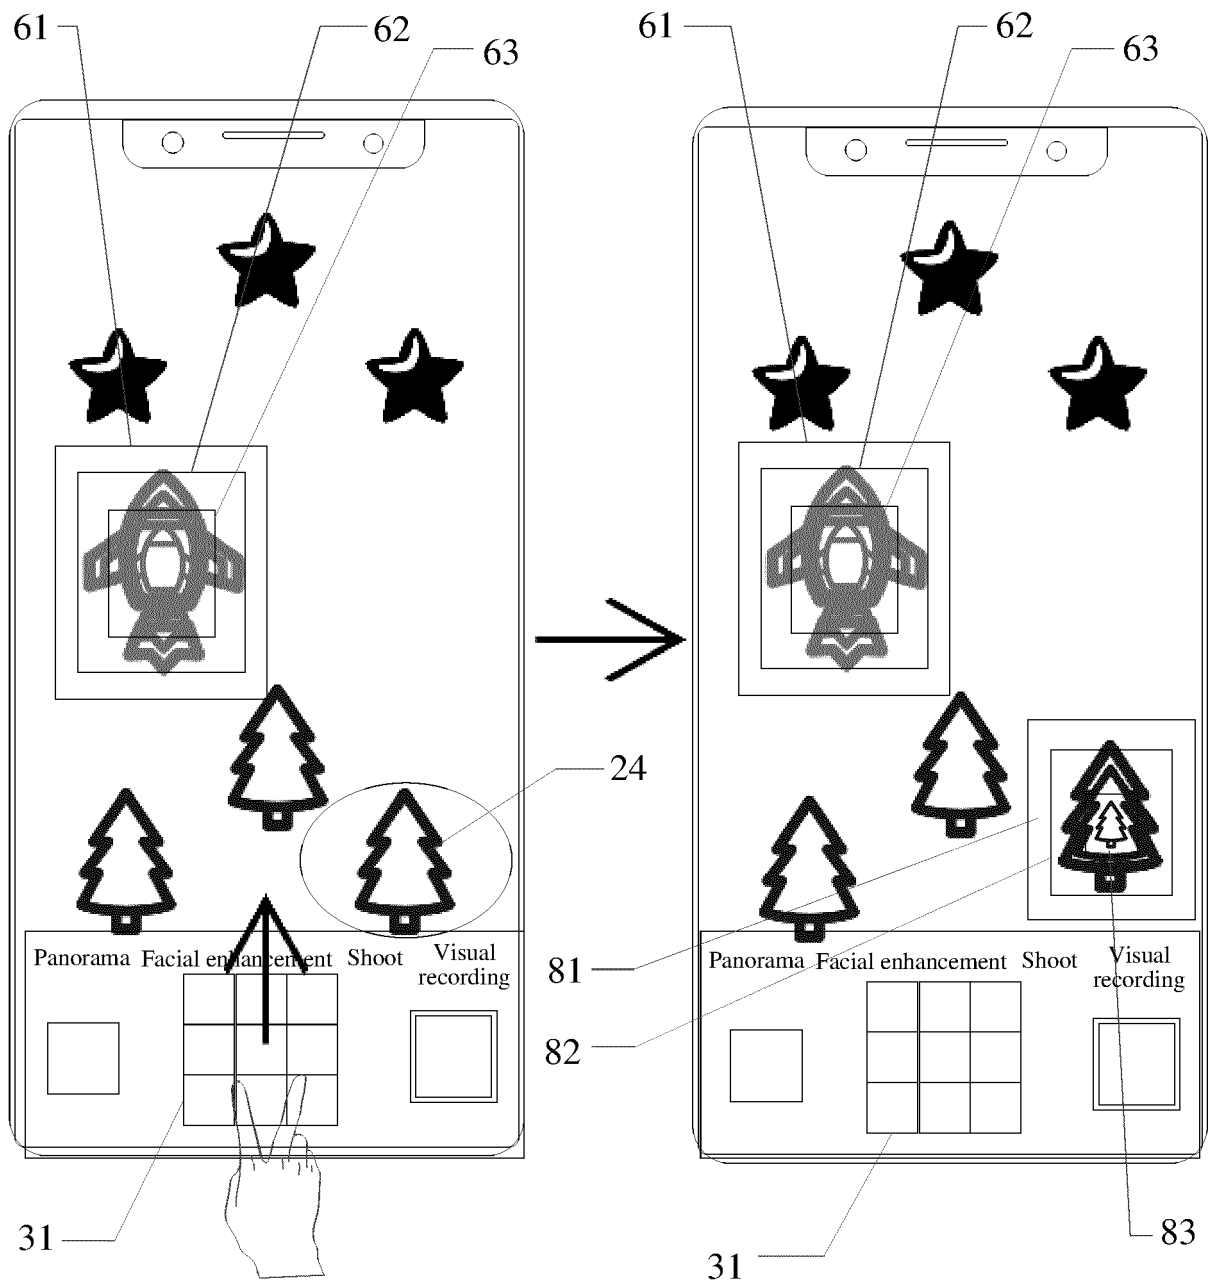 61 62 63
61 62 63
24
Panorama Facial enhancement Shoot Visual recording
81
82
Panorama Facial enhancement Shoot Visual recording
31
31
83